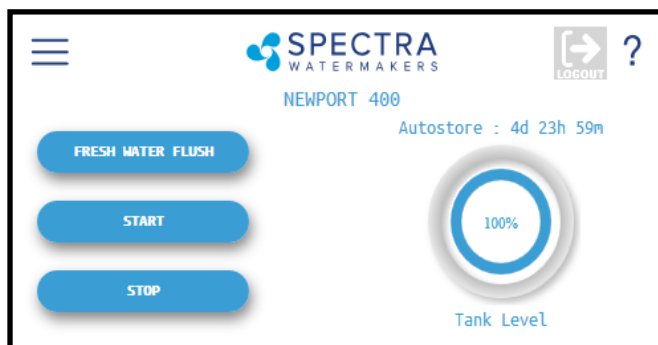 SPECTRA
WATERMAKERS
LOGOUT
?
NEWPORT 400
Autostore : 4d 23h 59m
FRESH WATER FLUSH
START
STOP
100%
Tank Level